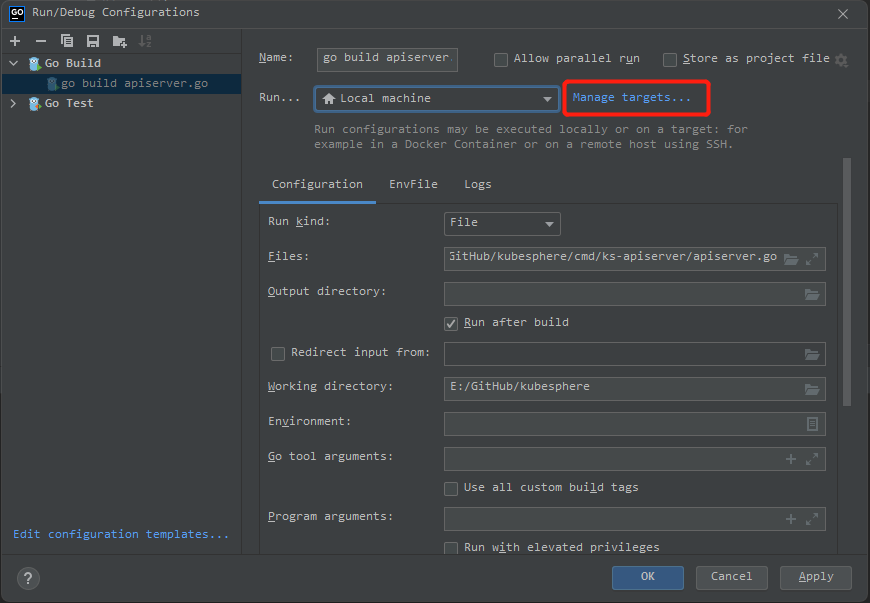 GO Run/Debug Configurations
Go Build
go build apiserver.go
Go Test
Edit configuration templates...
Name: go build apiserver. Allow parallel run Store as project file
Run... Local machine Manage targets...
Run configurations may be executed locally or on a target: for
example in a Docker Container or on a remote host using SSH.
Configuration EnvFile Logs
Run kind: File
Files: GitHub/kubesphere/cmd/ks-apiserver/apiserver.go
Output directory:
Run after build
Redirect input from:
Working directory: E:/GitHub/kubesphere
Environment:
Go tool arguments:
Use all custom build tags
Program arguments:
Run with elevated privileges
? OK Cancel Apply